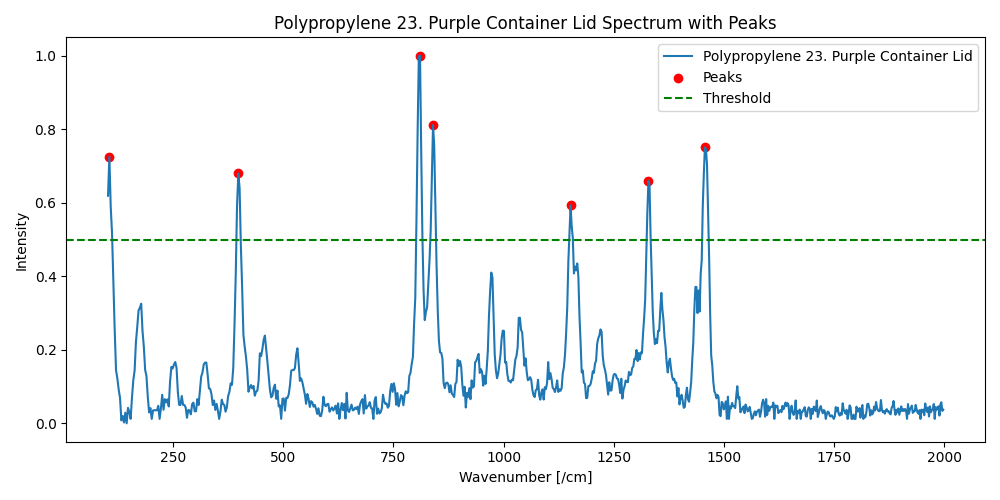 Polypropylene 23. Purple Container Lid Spectrum with Peaks
Polypropylene 23. Purple Container Lid
Peaks
Threshold
1.0
0.8
0.6
0.4
0.2
0.0
Intensity
250
500
750
1000
1250
1500
1750
2000
Wavenumber [/cm]